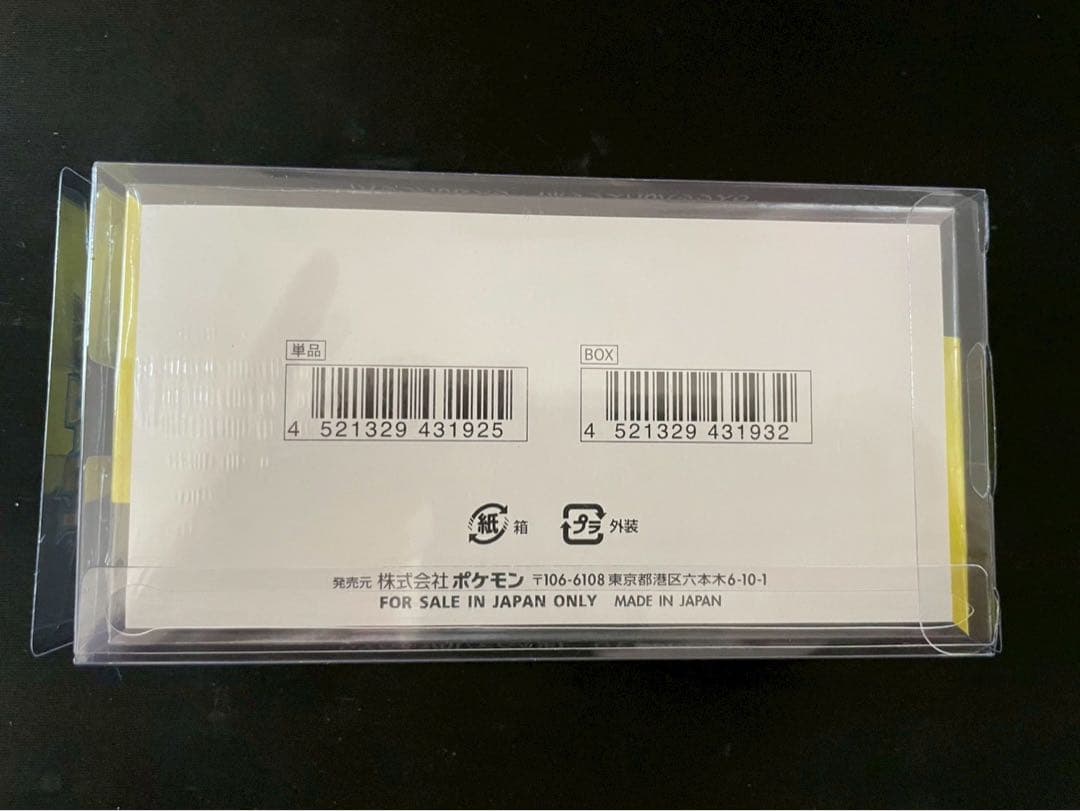 単品
4 521329 431925
BOX
4 521329 431932
紙 箱
プラ 外装
発売元 株式会社 ポケモン 〒106-6108 東京都港区六本木6-10-1
FOR SALE IN JAPAN ONLY MADE IN JAPAN